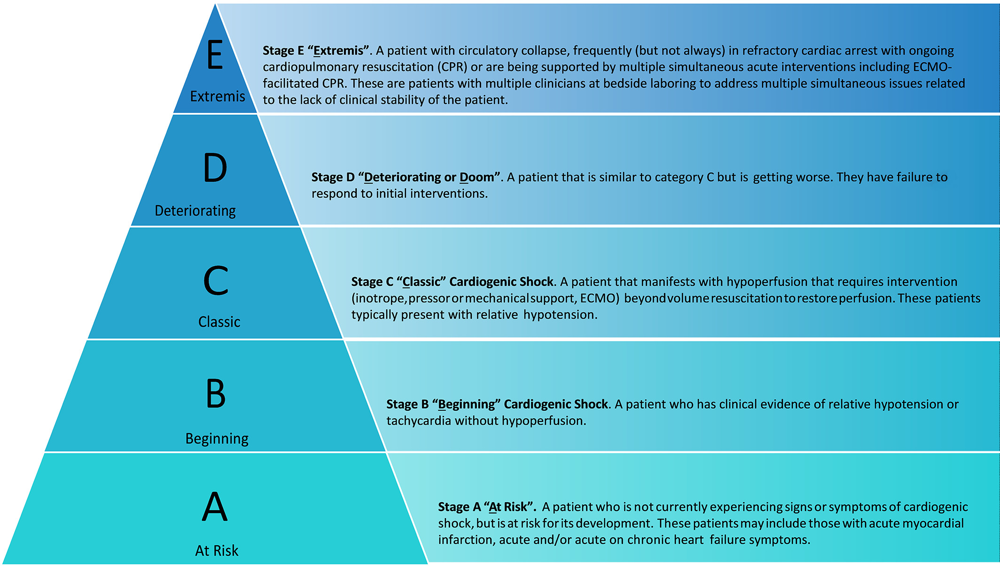 E
Extremis
Stage E “Extremis”. A patient with circulatory collapse, frequently (but not always) in refractory cardiac arrest with ongoing
cardiopulmonary resuscitation (CPR) or are being supported by multiple simultaneous acute interventions including ECMO-
facilitated CPR. These are patients with multiple clinicians at bedside laboring to address multiple simultaneous issues related
to the lack of clinical stability of the patient.
D
Deteriorating
Stage D “Deteriorating or Doom”. A patient that is similar to category C but is getting worse. They have failure to
respond to initial interventions.
C
Classic
Stage C “Classic” Cardiogenic Shock. A patient that manifests with hypoperfusion that requires intervention
(inotrope, pressor or mechanical support, ECMO) beyond volume resuscitation to restore perfusion. These patients
typically present with relative hypotension.
B
Beginning
Stage B “Beginning” Cardiogenic Shock. A patient who has clinical evidence of relative hypotension or
tachycardia without hypoperfusion.
A
At Risk
Stage A “At Risk”. A patient who is not currently experiencing signs or symptoms of cardiogenic
shock, but is at risk for its development. These patients may include those with acute myocardial
infarction, acute and/or acute on chronic heart failure symptoms.